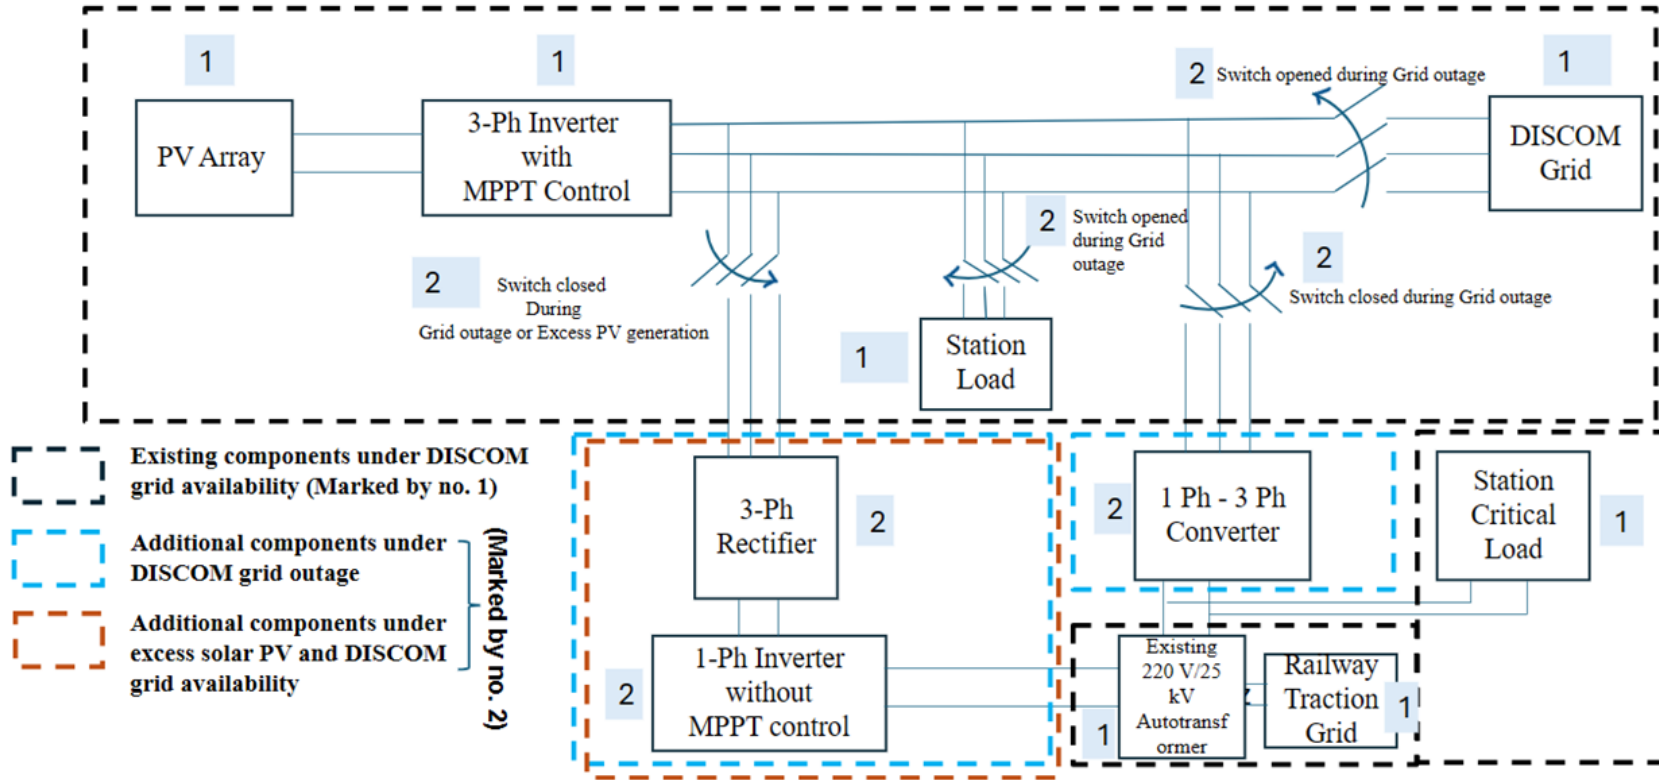 1
1
2 Switch opened during Grid outage
1
PV Array
3-Ph Inverter
with
MPPT Control
DISCOM
Grid
2
Switch closed
During
Grid outage or Excess PV generation
2
Switch opened
during Grid
outage
2
Switch closed during Grid outage
1
Station
Load
Existing components under DISCOM
grid availability (Marked by no. 1)
Additional components under
DISCOM grid outage
Additional components under
excess solar PV and DISCOM
grid availability
(Marked by no. 2)
3-Ph
Rectifier
2
2
1 Ph - 3 Ph
Converter
Station
Critical
Load
1
2
1-Ph Inverter
without
MPPT control
1
Existing
220 V/25
kV
Autotransf
ormer
Railway
Traction
Grid
1